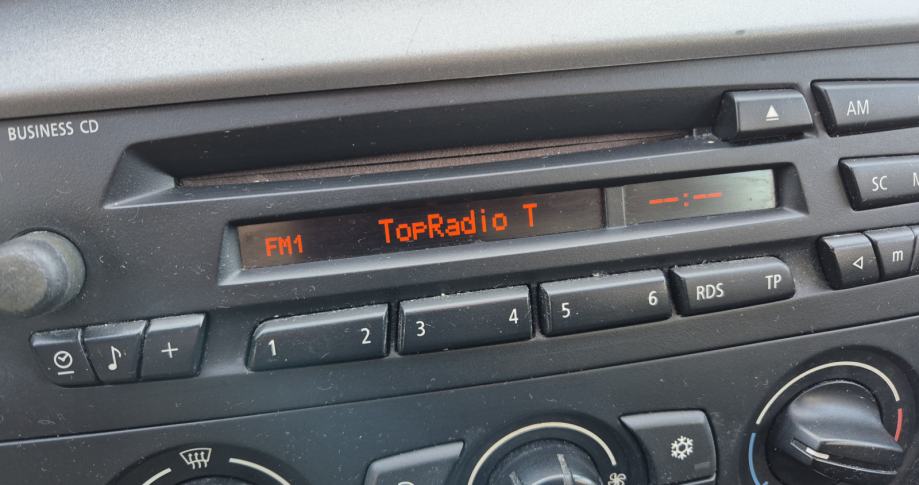 BUSINESS CD
AM
SC
FM1 TopRadio T --:--
1 2 3 4 5 6 RDS TP
m